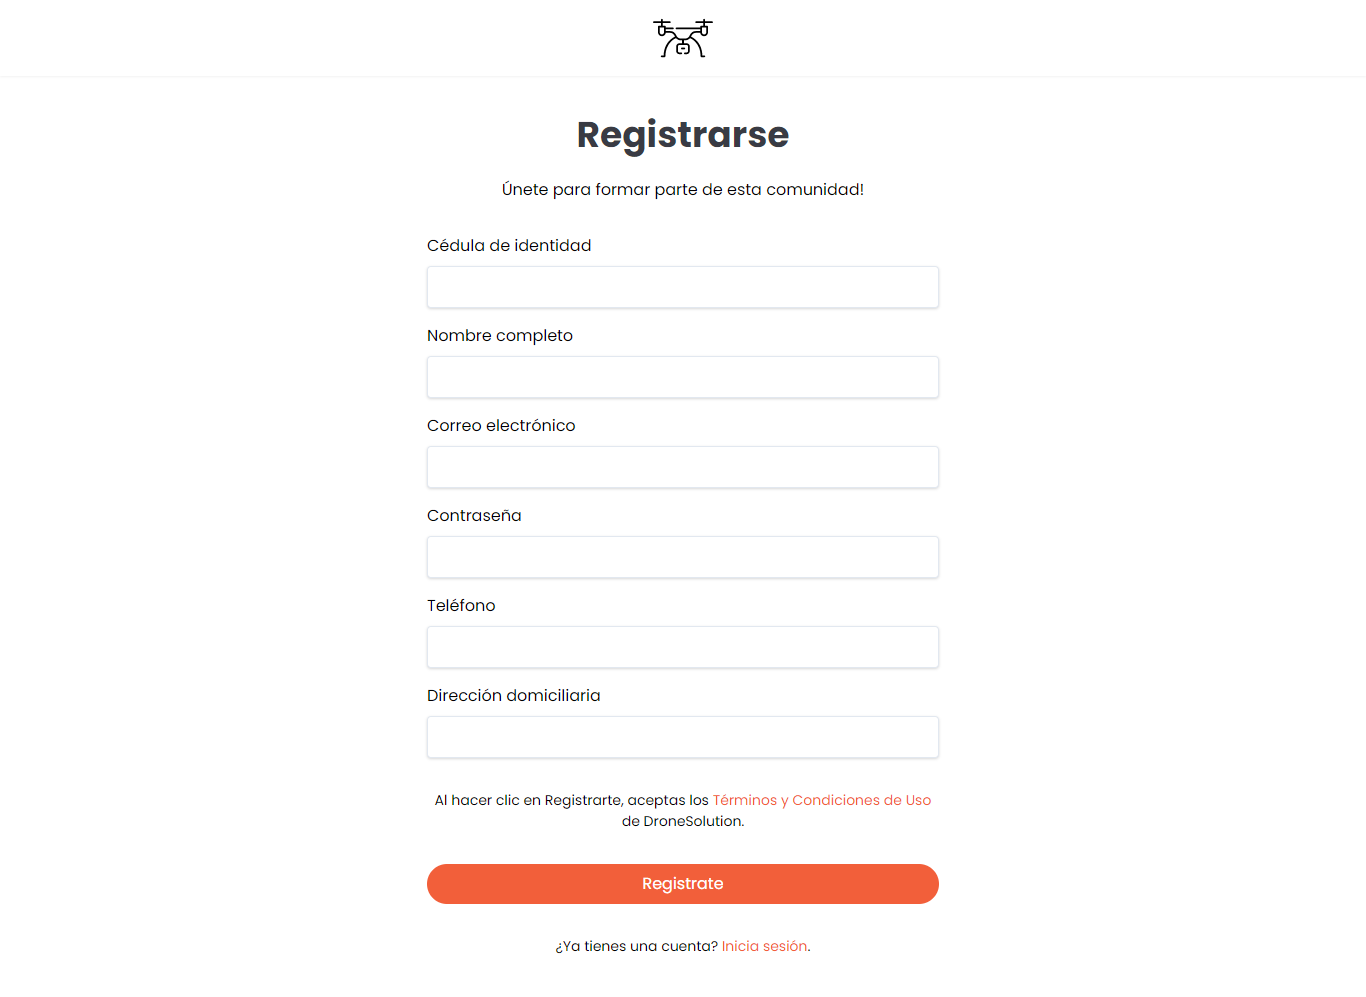 Registrarse
Únete para formar parte de esta comunidad!
Cédula de identidad
Nombre completo
Correo electrónico
Contraseña
Teléfono
Dirección domiciliaria
Al hacer clic en Registrarte, aceptas los Términos y Condiciones de Uso
de DroneSolution.
Registrate
¿Ya tienes una cuenta? Inicia sesión.